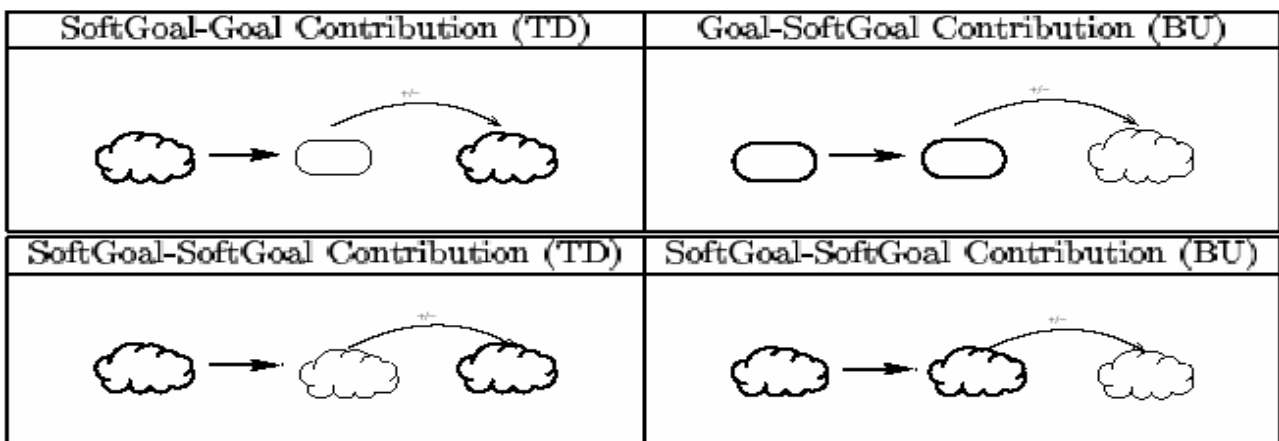 SoftGoal-Goal Contribution (TD)
Goal-SoftGoal Contribution (BU)
+/-
+/-
SoftGoal-SoftGoal Contribution (TD)
SoftGoal-SoftGoal Contribution (BU)
+/-
+/-